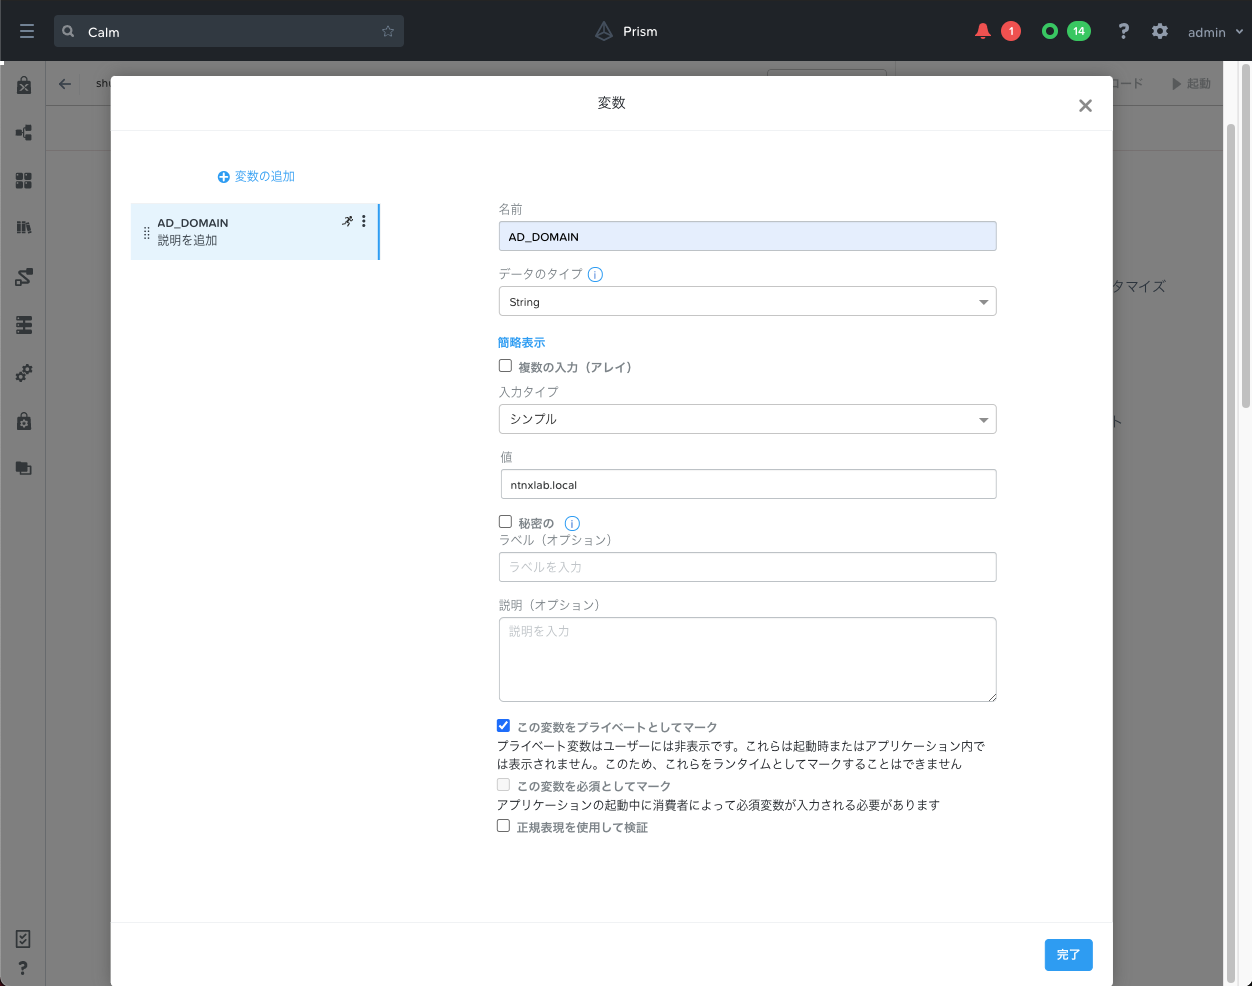 Calm
Prism
1
14
?
admin
変数
起動
変数の追加
AD_DOMAIN
説明を追加
名前
AD_DOMAIN
データのタイプ
String
簡略表示
複数の入力（アレイ）
入力タイプ
シンプル
値
ntnxlab.local
秘密の
ラベル（オプション）
ラベルを入力
説明（オプション）
説明を入力
この変数をプライベートとしてマーク
プライベート変数はユーザーには非表示です。これらは起動時またはアプリケーション内で
は表示されません。このため、これらをランタイムとしてマークすることはできません
この変数を必須としてマーク
アプリケーションの起動中に消費者によって必須変数が入力される必要があります
正規表現を使用して検証
?
完了